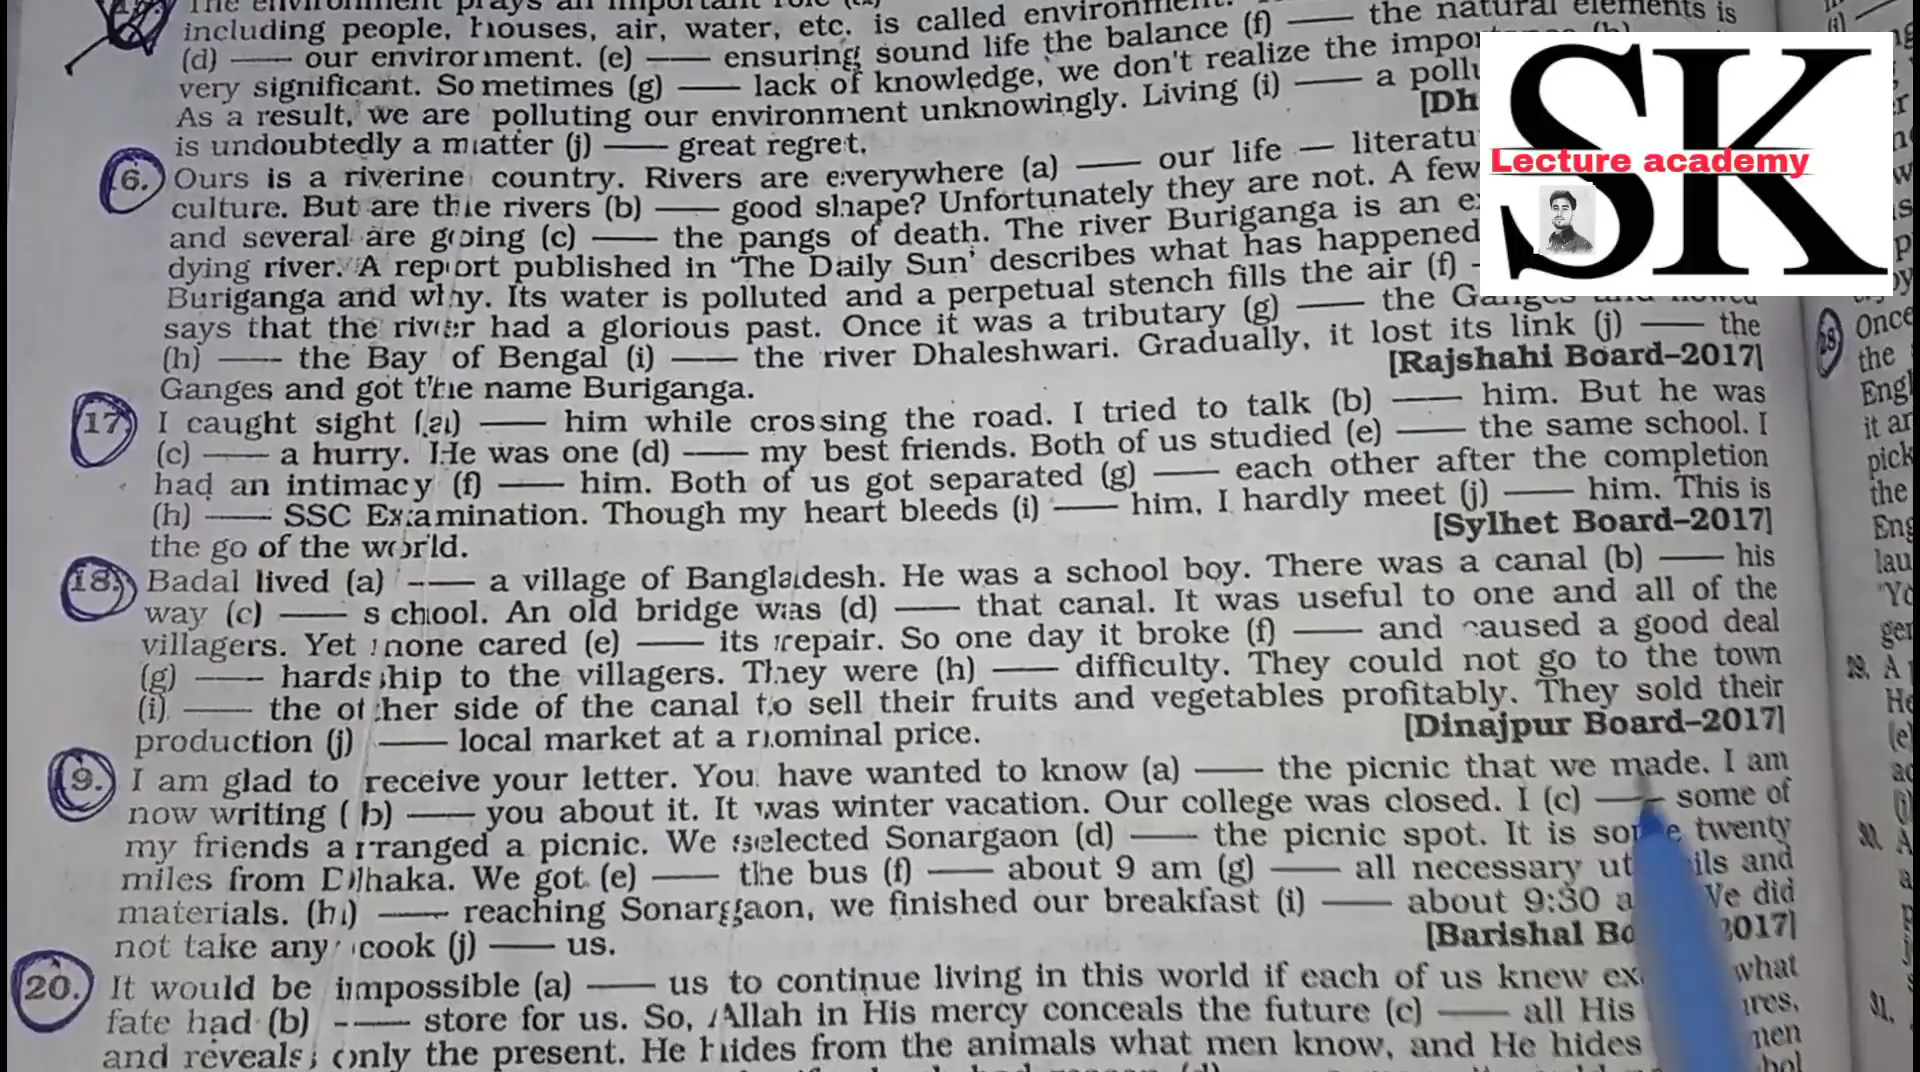 including people, houses, air, water, etc. is called environment.
(d) —— our environment. (e) —— ensuring sound life the balance (f) —— the natural elements is
very significant. Sometimes (g) —— lack of knowledge, we don't realize the
As a result, we are polluting our environment unknowingly. Living (i) —— a
is undoubtedly a matter (j) —— great regret.
16. Ours is a riverine country. Rivers are everywhere (a) —— our life —
culture. But are the rivers (b) —— good shape? Unfortunately they are not. A few
and several are going (c) —— the pangs of death. The river Buriganga is an
dying river. A report published in 'The Daily Sun' describes what has happened
Buriganga and why. Its water is polluted and a perpetual stench fills the air (f)
says that the river had a glorious past. Once it was a tributary (g) —— the Ganges and flowed
(h) —— the Bay of Bengal (i) —— the river Dhaleshwari. Gradually, it lost its link (j) —— the
Ganges and got the name Buriganga.
[Rajshahi Board–2017]
17. I caught sight (a) —— him while crossing the road. I tried to talk (b) —— him. But he was
(c) —— a hurry. He was one (d) —— my best friends. Both of us studied (e) —— the same school. I
had an intimacy (f) —— him. Both of us got separated (g) —— each other after the completion
(h) —— SSC Examination. Though my heart bleeds (i) —— him, I hardly meet (j) —— him. This is
the go of the world.
[Sylhet Board–2017]
18. Badal lived (a) —— a village of Bangladesh. He was a school boy. There was a canal (b) —— his
way (c) —— school. An old bridge was (d) —— that canal. It was useful to one and all of the
villagers. Yet none cared (e) —— its repair. So one day it broke (f) —— and caused a good deal
(g) —— hardship to the villagers. They were (h) —— difficulty. They could not go to the town
(i) —— the other side of the canal to sell their fruits and vegetables profitably. They sold their
production (j) —— local market at a nominal price.
[Dinajpur Board–2017]
19. I am glad to receive your letter. You have wanted to know (a) —— the picnic that we made. I am
now writing (b) —— you about it. It was winter vacation. Our college was closed. I (c) —— some of
my friends arranged a picnic. We selected Sonargaon (d) —— the picnic spot. It is some twenty
miles from Dhaka. We got (e) —— the bus (f) —— about 9 am (g) —— all necessary and
materials. (h) —— reaching Sonargaon, we finished our breakfast (i) —— about 9:30 We did
not take any cook (j) —— us.
[Barishal 2017]
20. It would be impossible (a) —— us to continue living in this world if each of us knew what
fate had (b) —— store for us. So, Allah in His mercy conceals the future (c) —— all His
and reveals only the present. He hides from the animals what men know, and He hides men
SK
Lecture academy
28 Once
the
29. A
30. A
31.